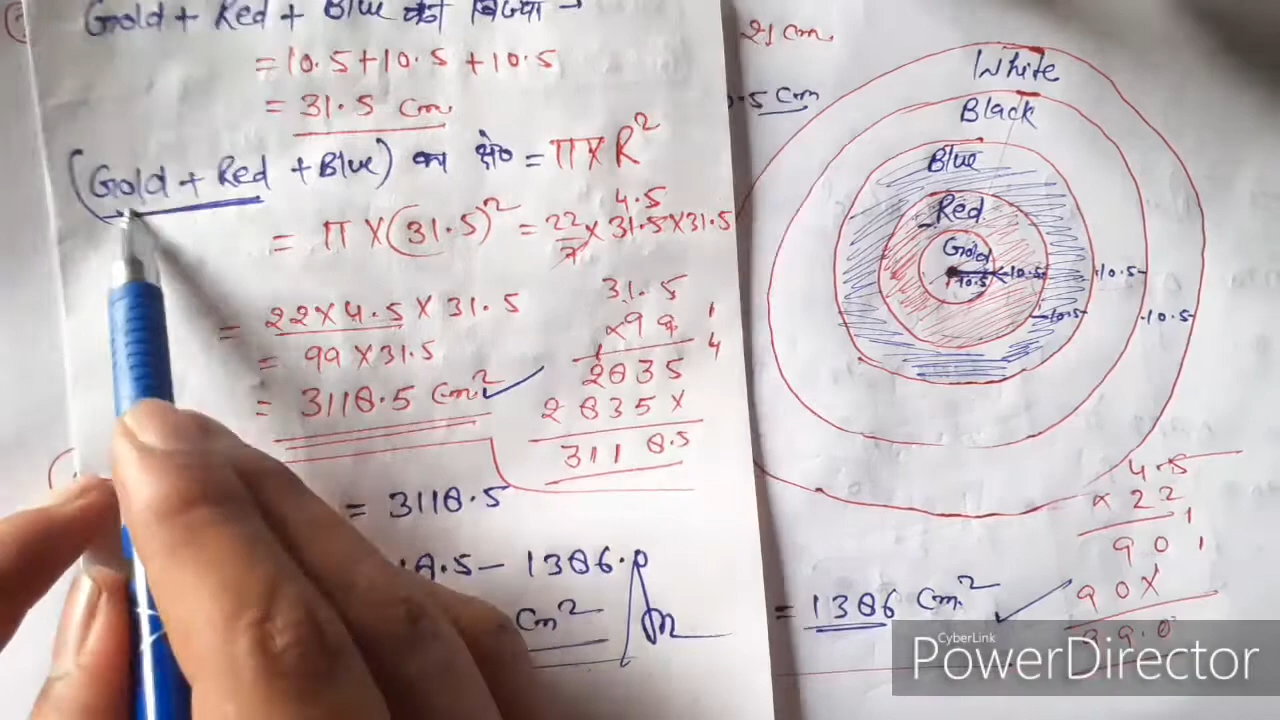 Gold + Red + Blue का त्रिज्या →
= 10.5 + 10.5 + 10.5
= 31.5 cm
(Gold + Red + Blue) का क्षे० = π × R²
4.5
= π × (31.5)² = 22/7 × 31.5 × 31.5
= 22 × 4.5 × 31.5
= 99 × 31.5
= 3118.5 cm²
31.5
×99
2835
2835×
3118.5
= 3118.5
8.5 – 1386.0
cm²
21 cm
.5 cm
White
Black
Blue
Red
Gold
10.5
10.5
10.5
10.5
10.5
4.5
× 22
90
90×
99.0
= 1386 cm²
CyberLink
PowerDirector